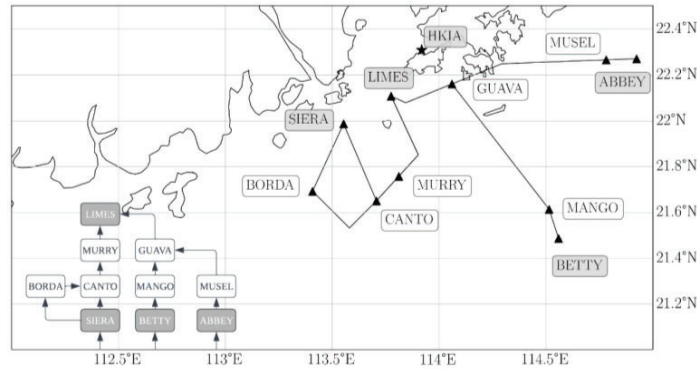 HKIA
MUSEL
22.4°N
LIMES
GUAVA
ABBEY
22.2°N
SIERA
22°N
BORDA
MURRY
21.8°N
CANTO
MANGO
21.6°N
LIMES
BETTY
21.4°N
MURRY GUAVA
BORDA CANTO MANGO MUSEL
21.2°N
SIERA BETTY ABBEY
112.5°E 113°E 113.5°E 114°E 114.5°E